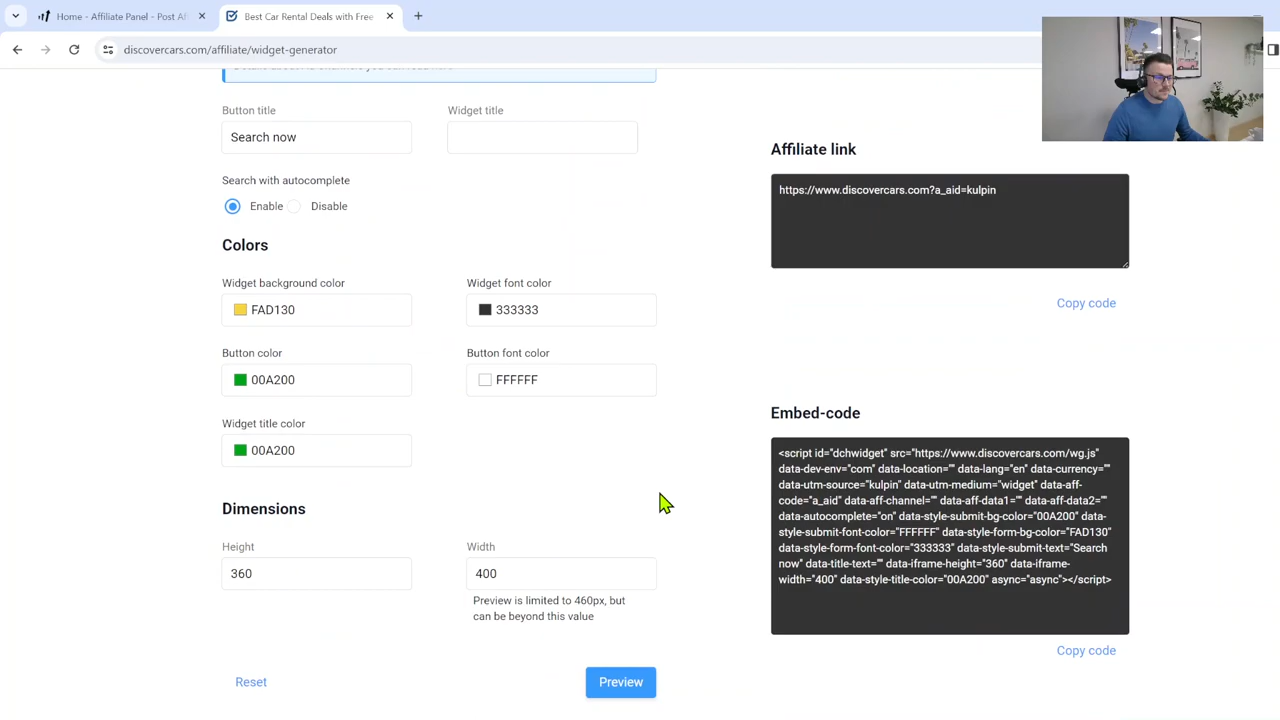 Home - Affiliate Panel - Post Af
Best Car Rental Deals with Free
discovercars.com/affiliate/widget-generator
Button title
Widget title
Search now
Search with autocomplete
Enable
Disable
Colors
Widget background color
Widget font color
FAD130
333333
Button color
Button font color
00A200
FFFFFF
Widget title color
00A200
Dimensions
Height
Width
360
400
Preview is limited to 460px, but
can be beyond this value
Reset
Preview
Affiliate link
https://www.discovercars.com?a_aid=kulpin
Copy code
Embed-code
<script id="dchwidget" src="https://www.discovercars.com/wg.js"
data-dev-env="com" data-location="" data-lang="en" data-currency=""
data-utm-source="kulpin" data-utm-medium="widget" data-aff-
code="a_aid" data-aff-channel="" data-aff-data1="" data-aff-data2=""
data-autocomplete="on" data-style-submit-bg-color="00A200" data-
style-submit-font-color="FFFFFF" data-style-form-bg-color="FAD130"
data-style-form-font-color="333333" data-style-submit-text="Search
now" data-title-text="" data-iframe-height="360" data-iframe-
width="400" data-style-title-color="00A200" async="async"></script>
Copy code